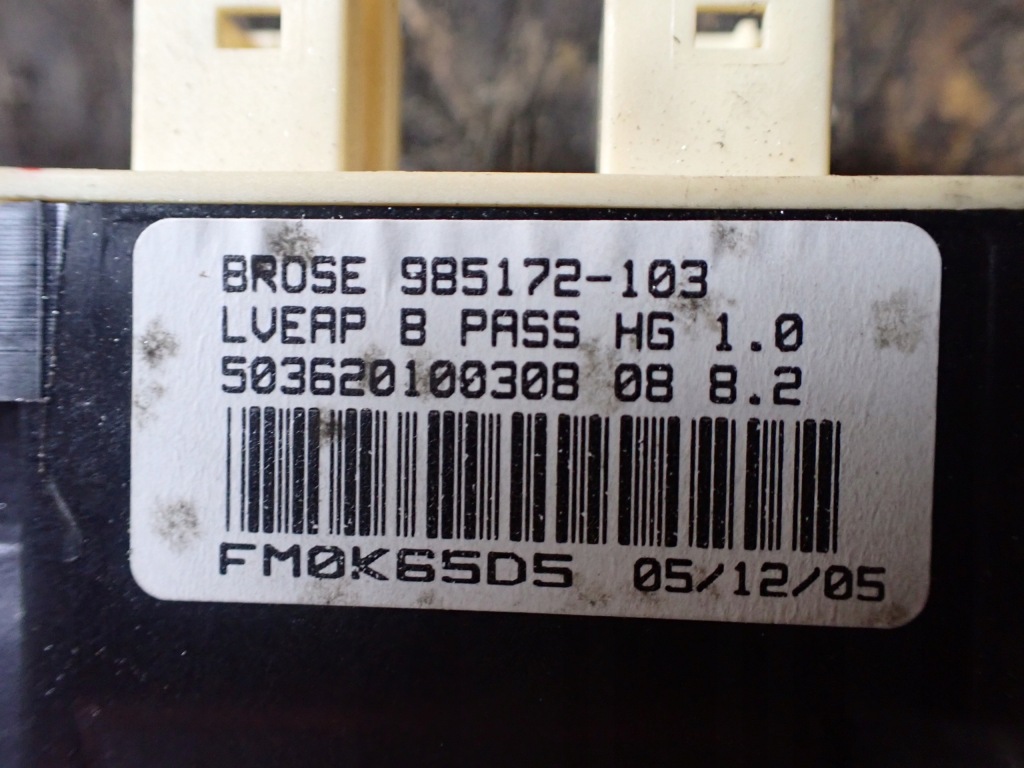 BROSE 985172-103
LVEAP B PASS HG 1.0
503620100308 08 8.2
FM0K65D5 05/12/05